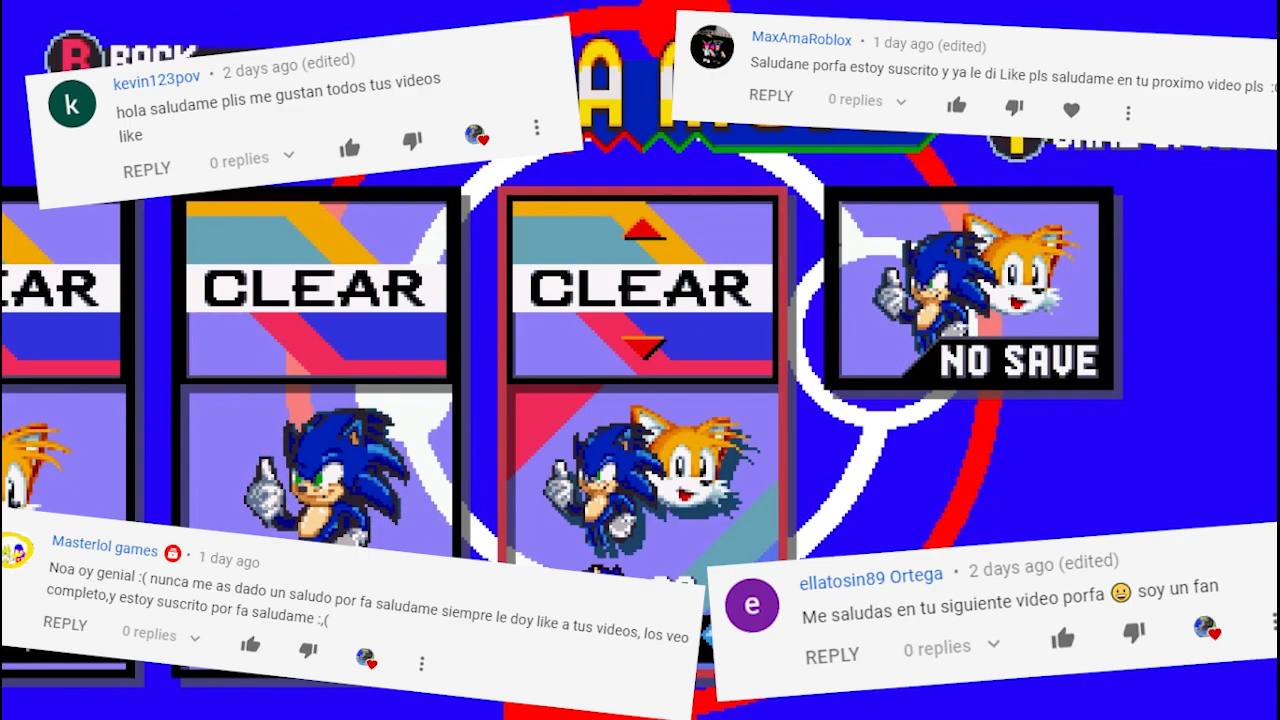 BACK
kevin123pov • 2 days ago (edited)
hola saludame plis me gustan todos tus videos
like
REPLY 0 replies
k
MaxAmaRoblox • 1 day ago (edited)
Saludane porfa estoy suscrito y ya le di Like pls saludame en tu proximo video pls
REPLY 0 replies
A
EAR
CLEAR
CLEAR
NO SAVE
Masterlol games • 1 day ago
Noa oy genial :( nunca me as dado un saludo por fa saludame siempre le doy like a tus videos, los veo
completo,y estoy suscrito por fa saludame :,(
REPLY 0 replies
ellatosin89 Ortega • 2 days ago (edited)
e
Me saludas en tu siguiente video porfa 😀 soy un fan
REPLY 0 replies